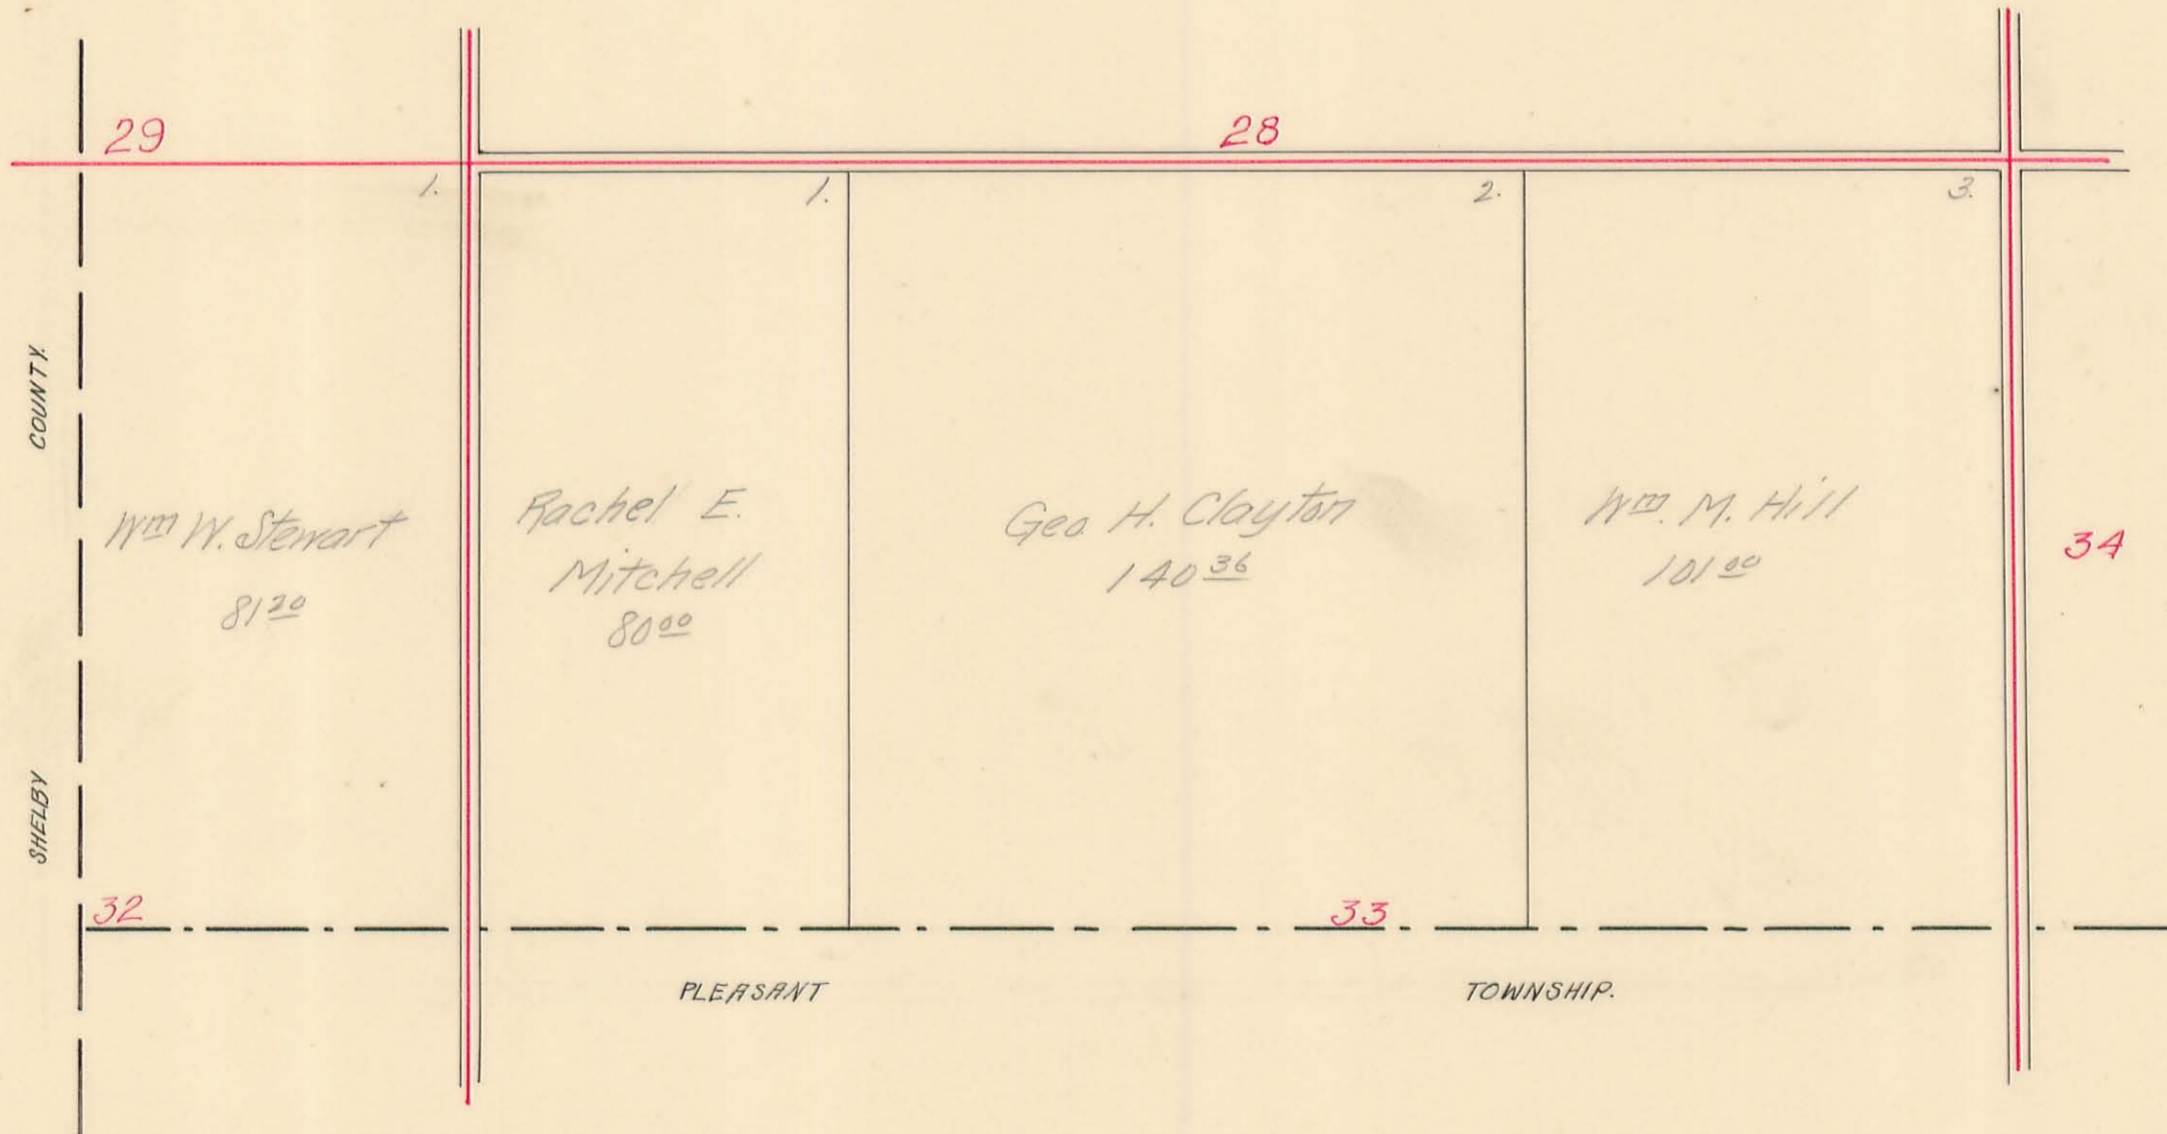 29
28
1.
1.
2.
3.
COUNTY.
Wm W. Stewart
81 20
Rachel E.
Mitchell
80 00
Geo. H. Clayton
140 36
Wm. M. Hill
101 00
34
SHELBY
32
33
PLEASANT
TOWNSHIP.